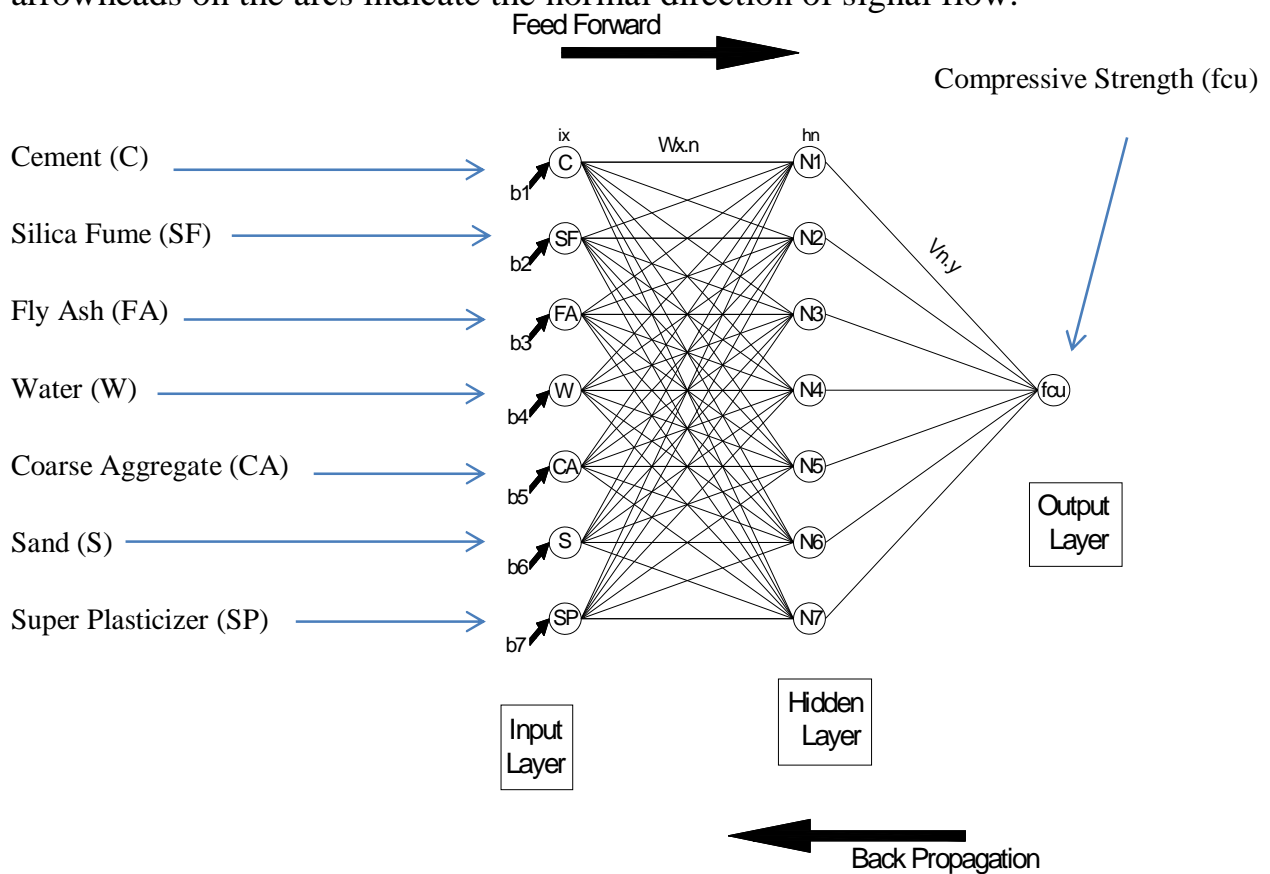 arrowheads on the arcs indicate the normal direction of signal flow.
Feed Forward
Compressive Strength (fcu)
ix
Wx.n
hn
Cement (C)
C
N1
b1
Silica Fume (SF)
SF
N2
Vn.y
b2
Fly Ash (FA)
FA
N3
b3
Water (W)
W
N4
fcu
b4
Coarse Aggregate (CA)
CA
N5
b5
Output
Layer
Sand (S)
S
N6
b6
Super Plasticizer (SP)
SP
N7
b7
Hidden
Layer
Input
Layer
Back Propagation